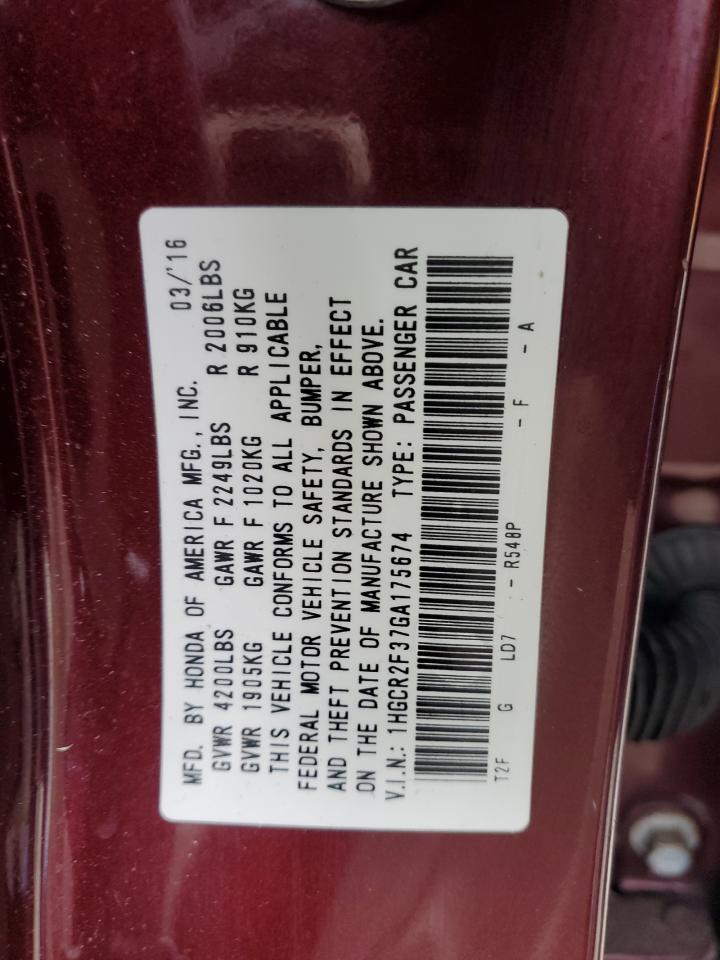 MFD. BY HONDA OF AMERICA MFG., INC. 03/'16
GVWR 4200LBS GAWR F 2249LBS R 2006LBS
GVWR 1905KG GAWR F 1020KG R 910KG
THIS VEHICLE CONFORMS TO ALL APPLICABLE
FEDERAL MOTOR VEHICLE SAFETY, BUMPER,
AND THEFT PREVENTION STANDARDS IN EFFECT
ON THE DATE OF MANUFACTURE SHOWN ABOVE.
V.I.N.: 1HGCR2F37GA175674 TYPE: PASSENGER CAR
T2F G LD7 :- R548P - F - A